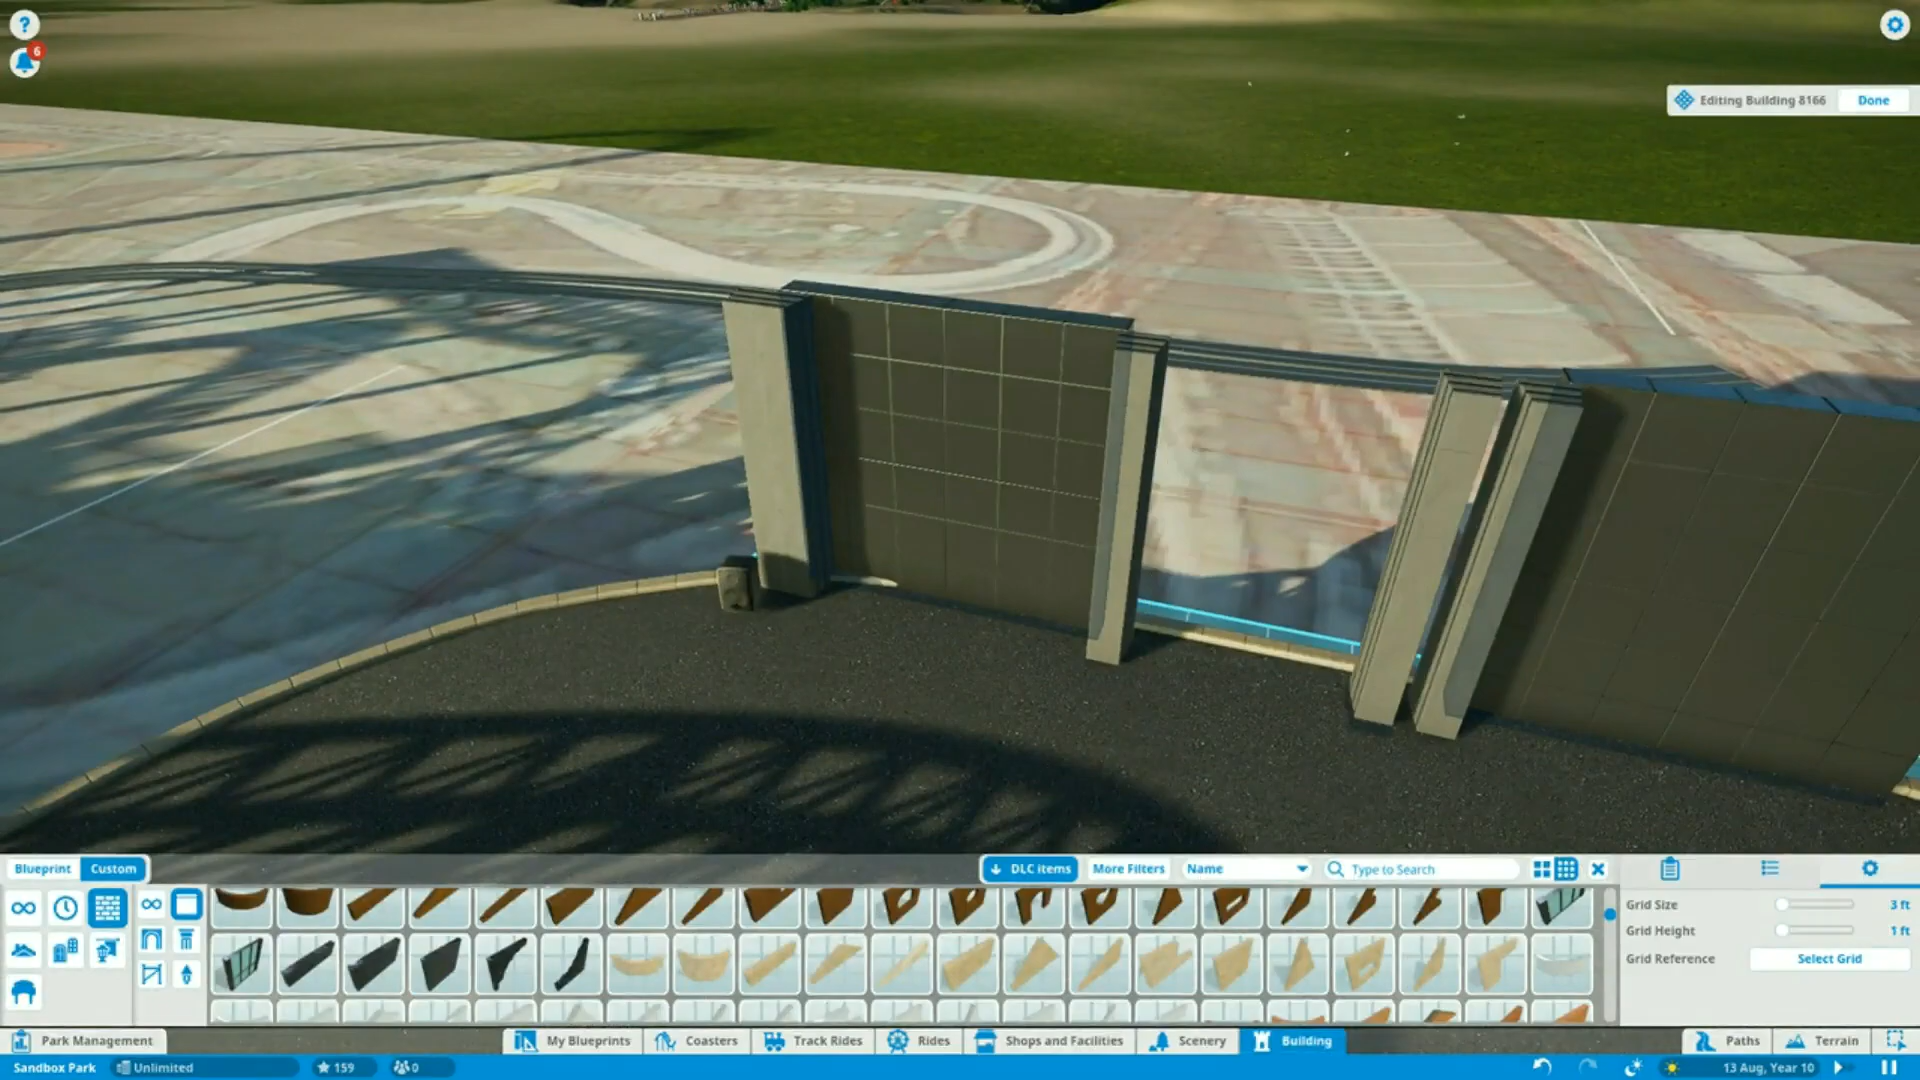 ?
6
Editing Building 8166 Done
Blueprint Custom
DLC items More Filters Name Type to Search
Grid Size 3 ft
Grid Height 1 ft
Grid Reference Select Grid
Park Management My Blueprints Coasters Track Rides Rides Shops and Facilities Scenery Building Paths Terrain
Sandbox Park Unlimited 159 0 13 Aug, Year 10